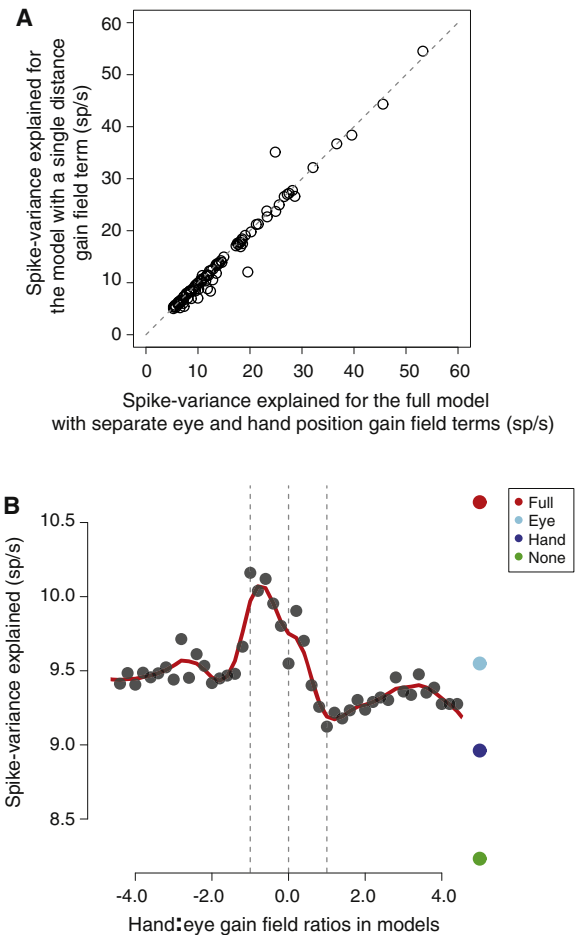 A
Spike-variance explained for
the model with a single distance
gain field term (sp/s)
60
50
40
30
20
10
0
0 10 20 30 40 50 60
Spike-variance explained for the full model
with separate eye and hand position gain field terms (sp/s)
B
Spike-variance explained (sp/s)
10.5
10.0
9.5
9.0
8.5
-4.0 -2.0 0.0 2.0 4.0
Hand:eye gain field ratios in models
Full
Eye
Hand
None